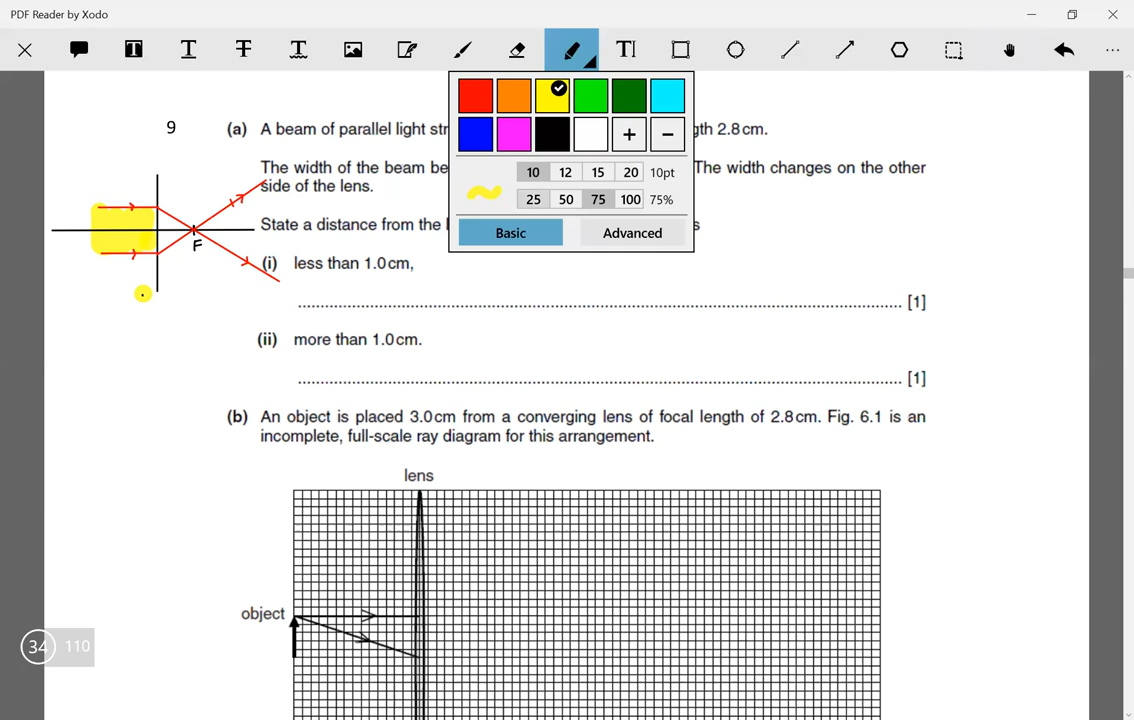 PDF Reader by Xodo
T T T T TI
10 12 15 20 10pt
25 50 75 100 75%
Basic Advanced
9 (a) A beam of parallel light str gth 2.8 cm.
The width of the beam be The width changes on the other
side of the lens.
State a distance from the l s
F
(i) less than 1.0 cm,
[1]
(ii) more than 1.0 cm.
[1]
(b) An object is placed 3.0 cm from a converging lens of focal length of 2.8 cm. Fig. 6.1 is an
incomplete, full-scale ray diagram for this arrangement.
lens
object
34 110